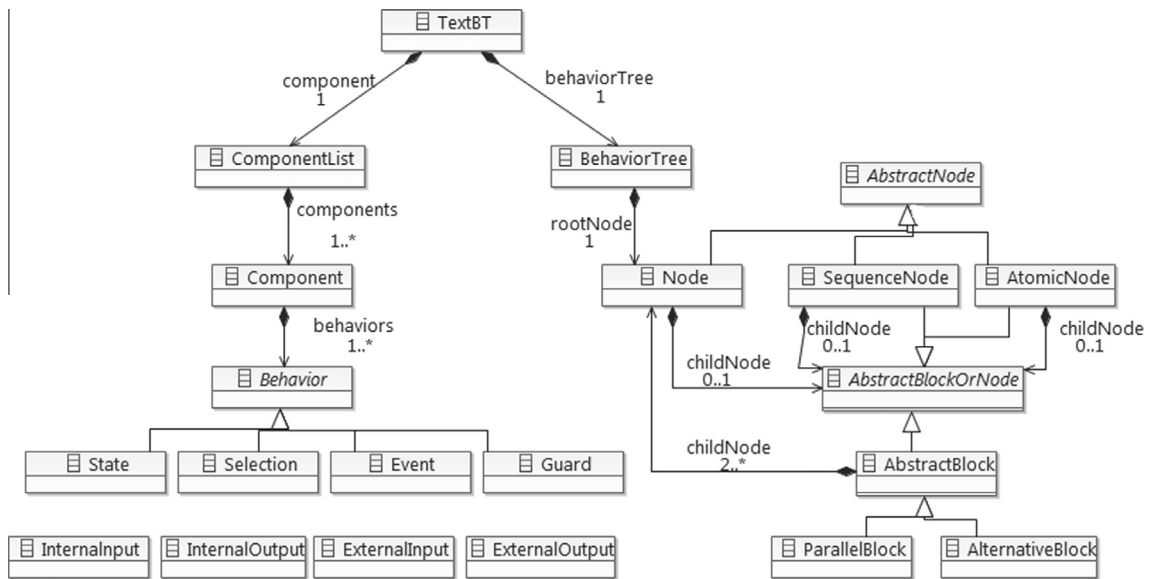 TextBT
component
1
behaviorTree
1
ComponentList
BehaviorTree
AbstractNode
components
1..*
rootNode
1
Component
Node
SequenceNode
AtomicNode
behaviors
1..*
childNode
0..1
childNode
0..1
childNode
0..1
Behavior
AbstractBlockOrNode
childNode
2..*
State
Selection
Event
Guard
AbstractBlock
InternalInput
InternalOutput
ExternalInput
ExternalOutput
ParallelBlock
AlternativeBlock